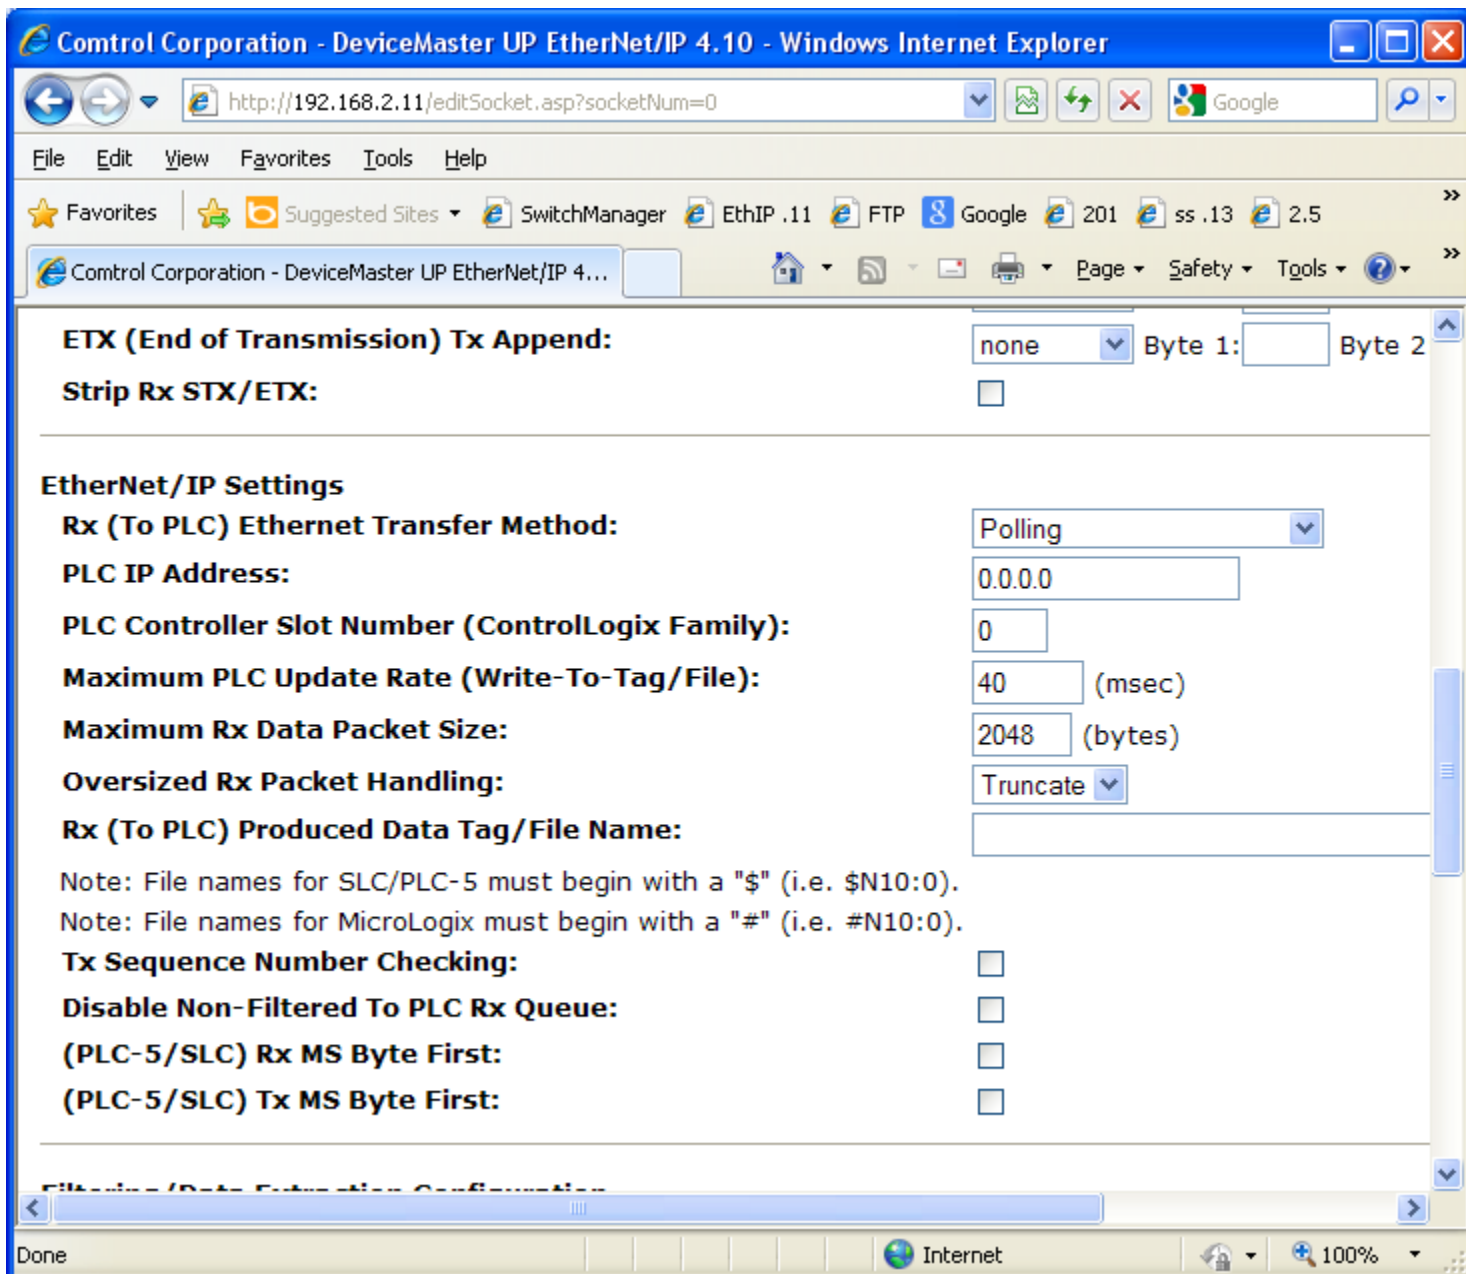 Comtrol Corporation - DeviceMaster UP EtherNet/IP 4.10 - Windows Internet Explorer
http://192.168.2.11/editSocket.asp?socketNum=0 Google
File Edit View Favorites Tools Help
Favorites Suggested Sites SwitchManager EthIP .11 FTP Google 201 ss .13 2.5 »
Comtrol Corporation - DeviceMaster UP EtherNet/IP 4... Page Safety Tools »
ETX (End of Transmission) Tx Append: none Byte 1: Byte 2
Strip Rx STX/ETX:
EtherNet/IP Settings
Rx (To PLC) Ethernet Transfer Method: Polling
PLC IP Address: 0.0.0.0
PLC Controller Slot Number (ControlLogix Family): 0
Maximum PLC Update Rate (Write-To-Tag/File): 40 (msec)
Maximum Rx Data Packet Size: 2048 (bytes)
Oversized Rx Packet Handling: Truncate
Rx (To PLC) Produced Data Tag/File Name:
Note: File names for SLC/PLC-5 must begin with a "$" (i.e. $N10:0).
Note: File names for MicroLogix must begin with a "#" (i.e. #N10:0).
Tx Sequence Number Checking:
Disable Non-Filtered To PLC Rx Queue:
(PLC-5/SLC) Rx MS Byte First:
(PLC-5/SLC) Tx MS Byte First:
Filtering/Data Extraction Configuration
Done Internet 100%